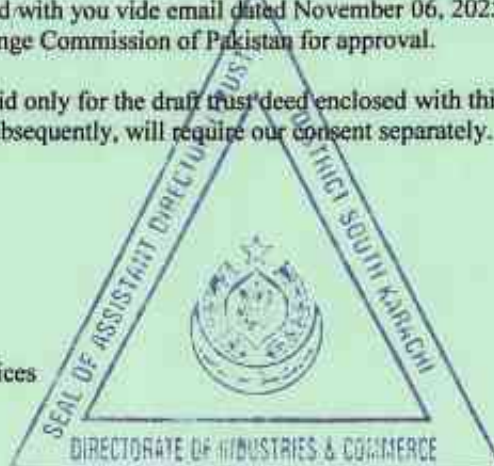 d with you vide email dated November 06, 202
nge Commission of Pakistan for approval.
id only for the draft trust deed enclosed with thi
bsequently, will require our consent separately.
ices
SEAL OF ASSISTANT DIRECTOR
DISTRICT SOUTH KARACHI
DIRECTORATE OF INDUSTRIES & COMMERCE